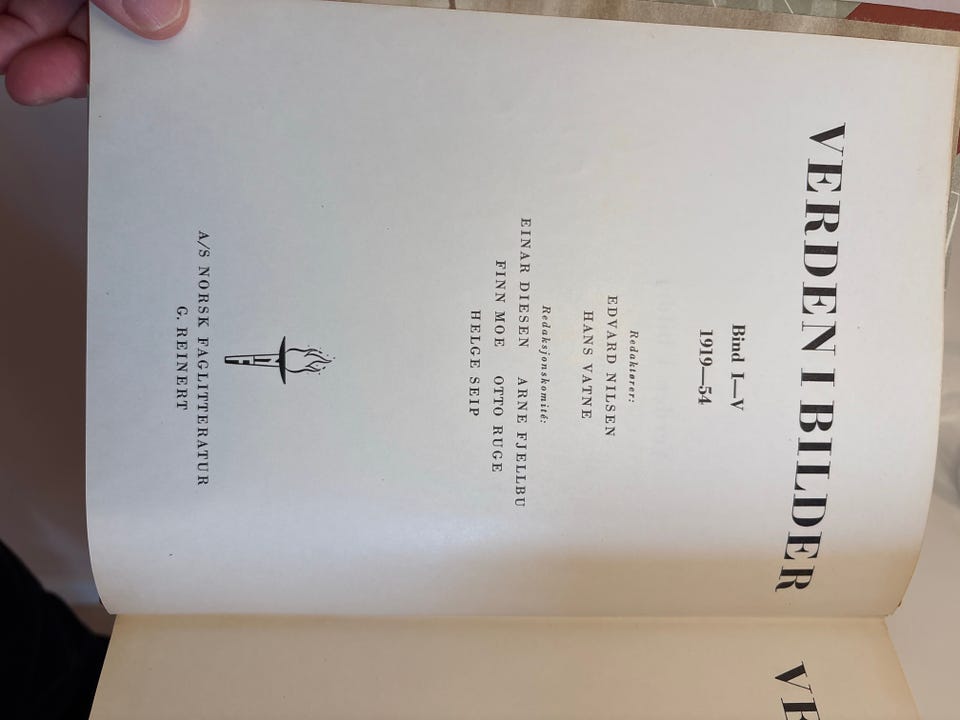 VERDEN I BILDER
Bind I—V
1919—54
Redaktører:
EDVARD NILSEN
HANS VATNE
Redaksjonskomité:
EINAR DIESEN ARNE FJELLBU
FINN MOE OTTO RUGE
HELGE SEIP
A/S NORSK FAGLITTERATUR
G. REINERT